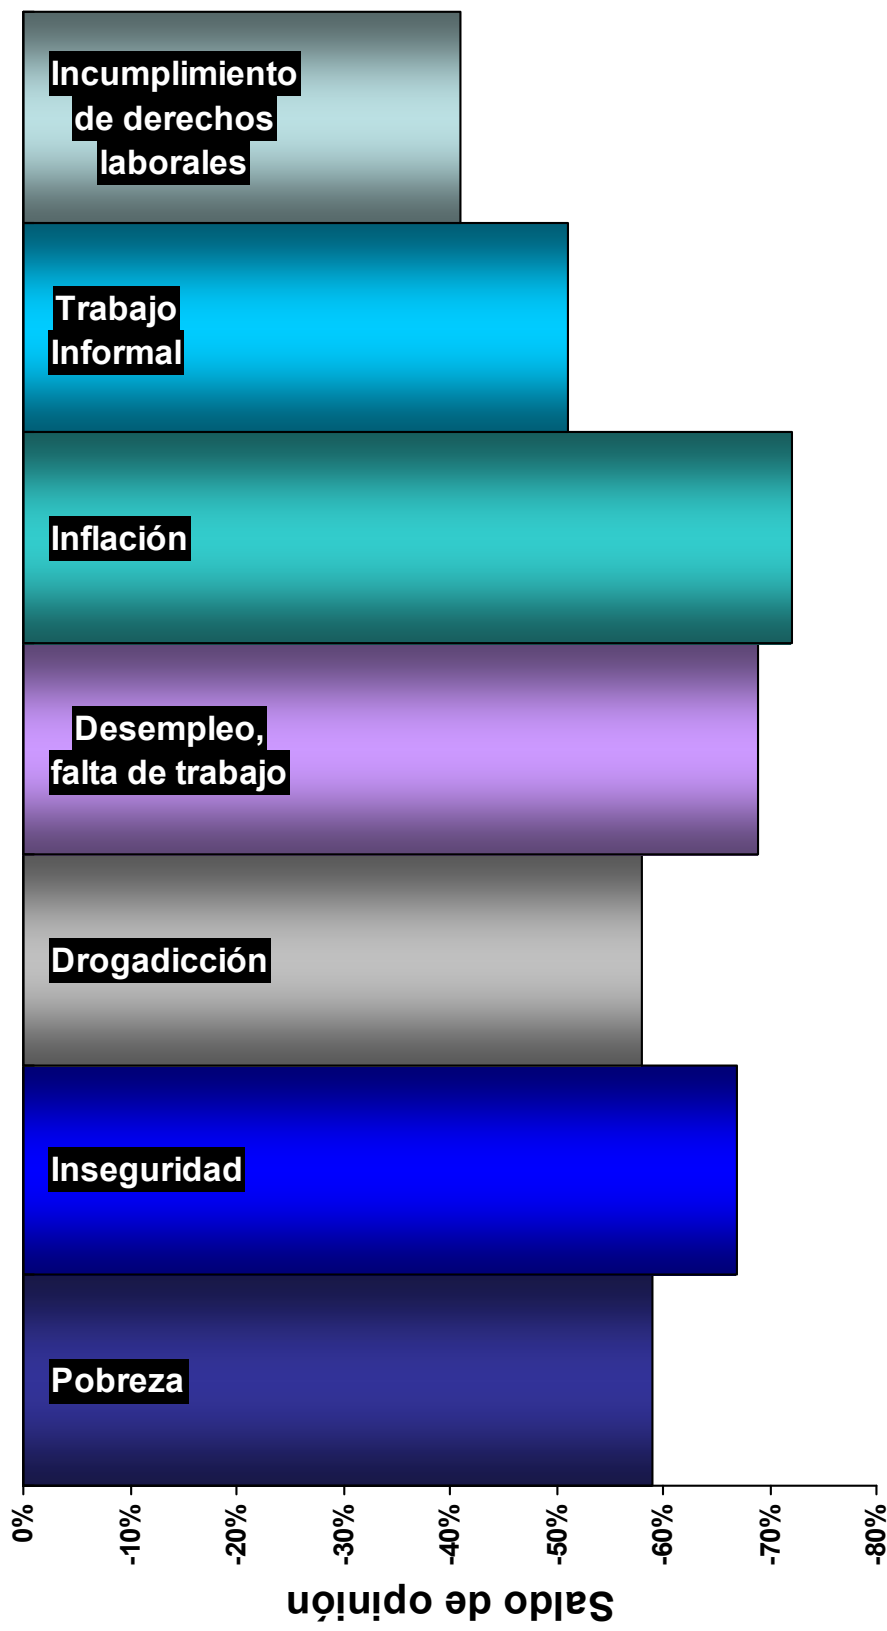 Incumplimiento
de derechos
laborales
Trabajo
Informal
Inflación
Desempleo,
falta de trabajo
Drogadicción
Inseguridad
Pobreza
0%
-10%
-20%
-30%
-40%
-50%
-60%
-70%
-80%
Saldo de opinión